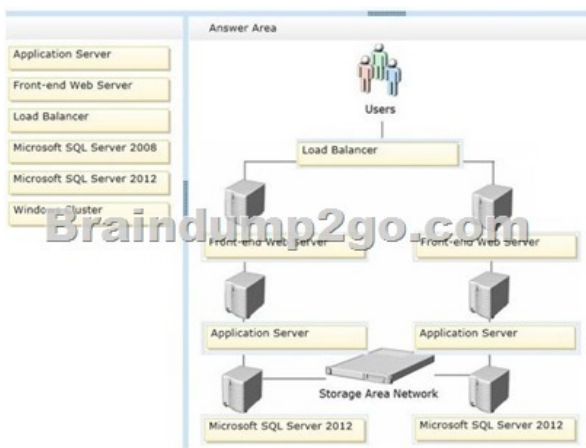 Answer Area
Application Server
Front-end Web Server
Load Balancer
Microsoft SQL Server 2008
Microsoft SQL Server 2012
Windows Cluster
Users
Load Balancer
Braindump2go.com
Front-end Web Server
Front-end Web Server
Application Server
Application Server
Storage Area Network
Microsoft SQL Server 2012
Microsoft SQL Server 2012